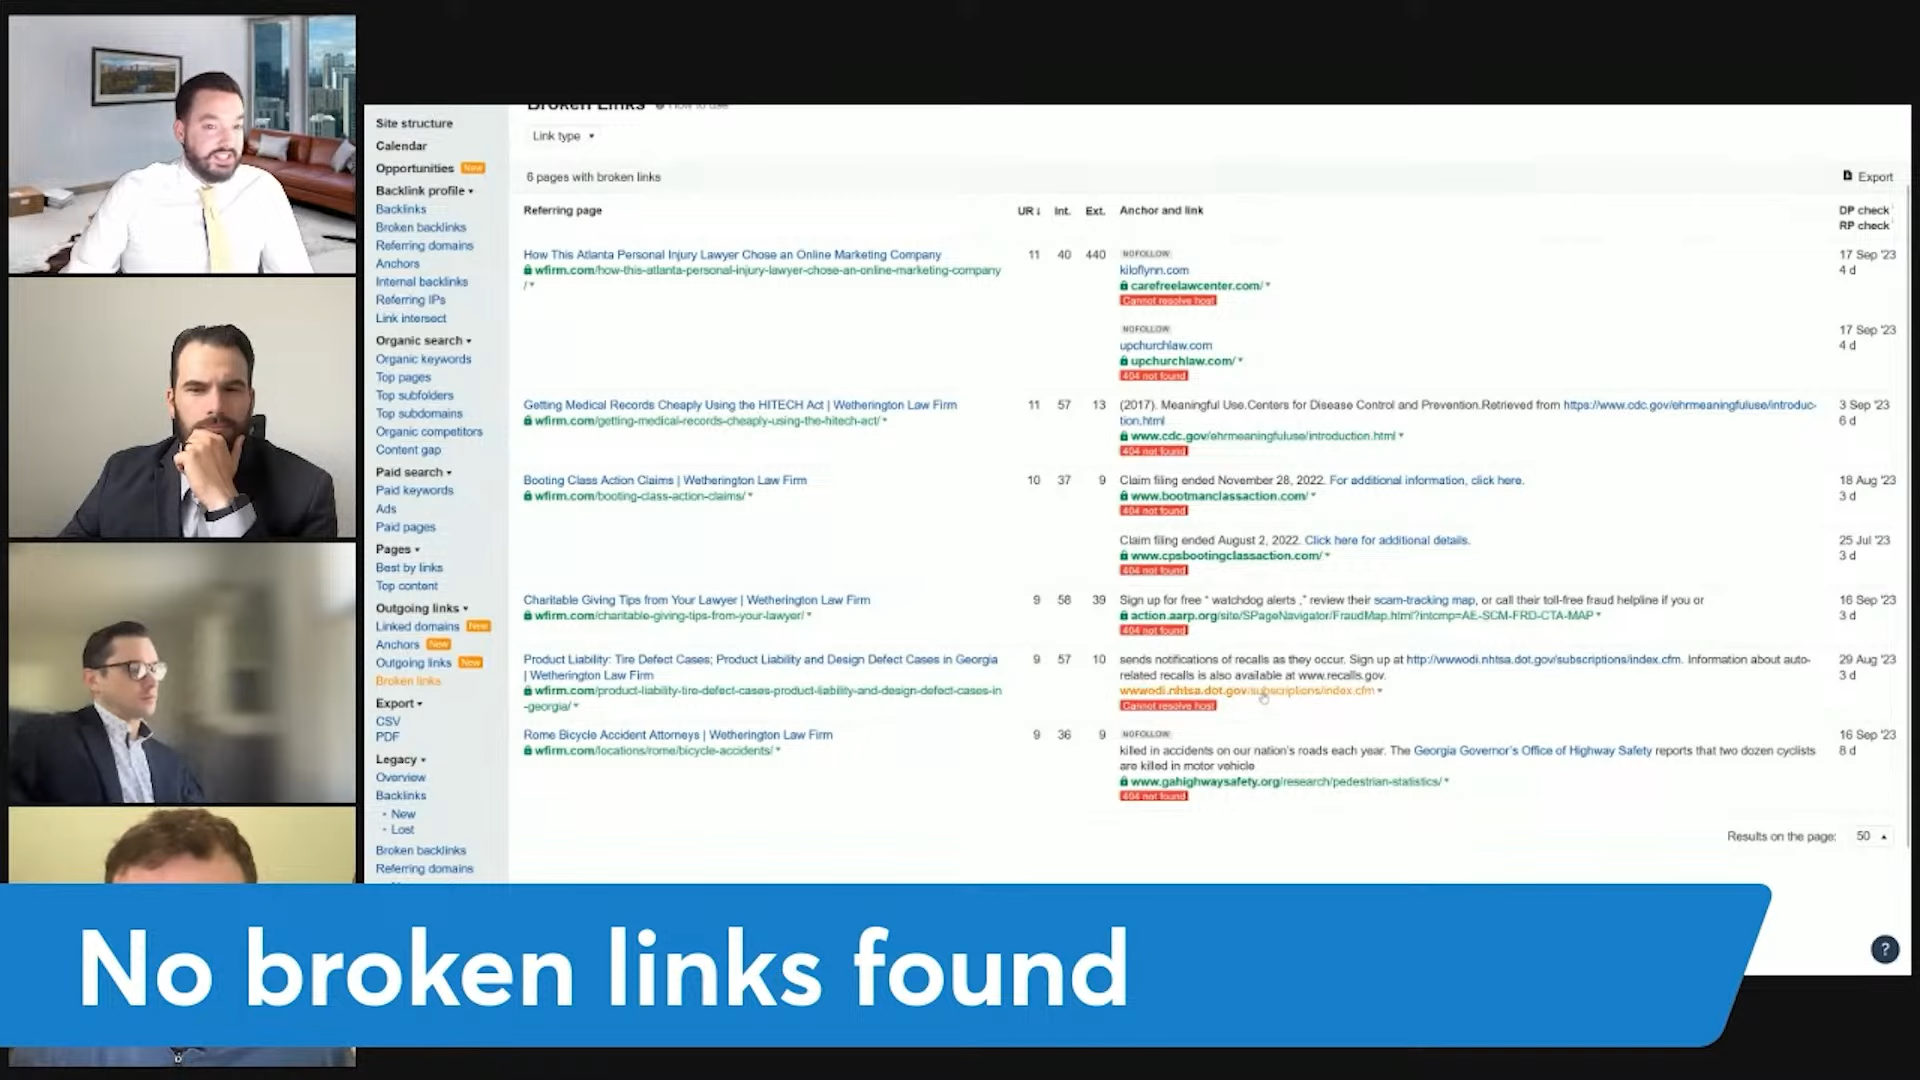 Broken Links How to use
Link type
6 pages with broken links
Export
Site structure
Calendar
Opportunities New
Backlink profile
Backlinks
Broken backlinks
Referring domains
Anchors
Internal backlinks
Referring IPs
Link intersect
Organic search
Organic keywords
Top pages
Top subfolders
Top subdomains
Organic competitors
Content gap
Paid search
Paid keywords
Ads
Paid pages
Pages
Best by links
Top content
Outgoing links
Linked domains New
Anchors New
Outgoing links New
Broken links
Export
CSV
PDF
Legacy
Overview
Backlinks
- New
- Lost
Broken backlinks
Referring domains
Referring page UR↓ Int. Ext. Anchor and link DP check
RP check
How This Atlanta Personal Injury Lawyer Chose an Online Marketing Company 11 40 440 NOFOLLOW 17 Sep '23
wfirm.com/how-this-atlanta-personal-injury-lawyer-chose-an-online-marketing-company kiloflynn.com 4 d
/ carefreelawcenter.com/
Cannot resolve host
NOFOLLOW 17 Sep '23
upchurchlaw.com 4 d
upchurchlaw.com/
404 not found
Getting Medical Records Cheaply Using the HITECH Act | Wetherington Law Firm 11 57 13 (2017). Meaningful Use.Centers for Disease Control and Prevention.Retrieved from https://www.cdc.gov/ehrmeaningfuluse/introduc- 3 Sep '23
wfirm.com/getting-medical-records-cheaply-using-the-hitech-act/ tion.html 6 d
www.cdc.gov/ehrmeaningfuluse/introduction.html
404 not found
Booting Class Action Claims | Wetherington Law Firm 10 37 9 Claim filing ended November 28, 2022. For additional information, click here. 18 Aug '23
wfirm.com/booting-class-action-claims/ www.bootmanclassaction.com/ 3 d
404 not found
Claim filing ended August 2, 2022. Click here for additional details. 25 Jul '23
www.cpsbootingclassaction.com/ 3 d
404 not found
Charitable Giving Tips from Your Lawyer | Wetherington Law Firm 9 58 39 Sign up for free " watchdog alerts ," review their scam-tracking map, or call their toll-free fraud helpline if you or 16 Sep '23
wfirm.com/charitable-giving-tips-from-your-lawyer/ action.aarp.org/site/SPageNavigator/FraudMap.html?intcmp=AE-SCM-FRD-CTA-MAP 3 d
404 not found
Product Liability: Tire Defect Cases; Product Liability and Design Defect Cases in Georgia 9 57 10 sends notifications of recalls as they occur. Sign up at http://wwwodi.nhtsa.dot.gov/subscriptions/index.cfm. Information about auto- 29 Aug '23
| Wetherington Law Firm related recalls is also available at www.recalls.gov. 3 d
wfirm.com/product-liability-tire-defect-cases-product-liability-and-design-defect-cases-in wwwodi.nhtsa.dot.gov/subscriptions/index.cfm
-georgia/ Cannot resolve host
Rome Bicycle Accident Attorneys | Wetherington Law Firm 9 36 9 NOFOLLOW 16 Sep '23
wfirm.com/locations/rome/bicycle-accidents/ killed in accidents on our nation's roads each year. The Georgia Governor's Office of Highway Safety reports that two dozen cyclists 8 d
are killed in motor vehicle
www.gahighwaysafety.org/research/pedestrian-statistics/
404 not found
Results on the page: 50
?
No broken links found